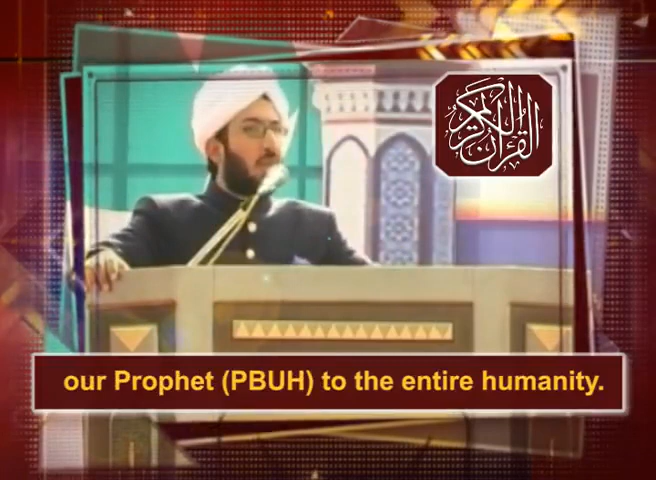 القرآن الكريم
our Prophet (PBUH) to the entire humanity.